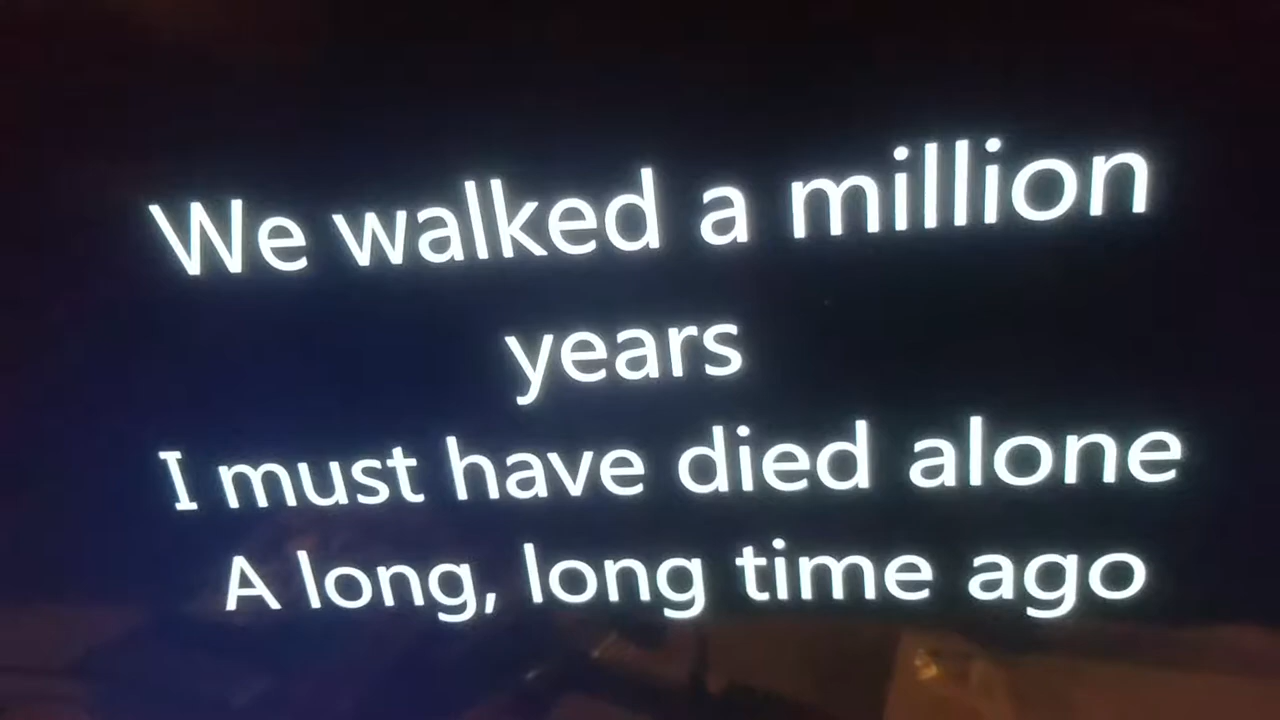 We walked a million
years
I must have died alone
A long, long time ago